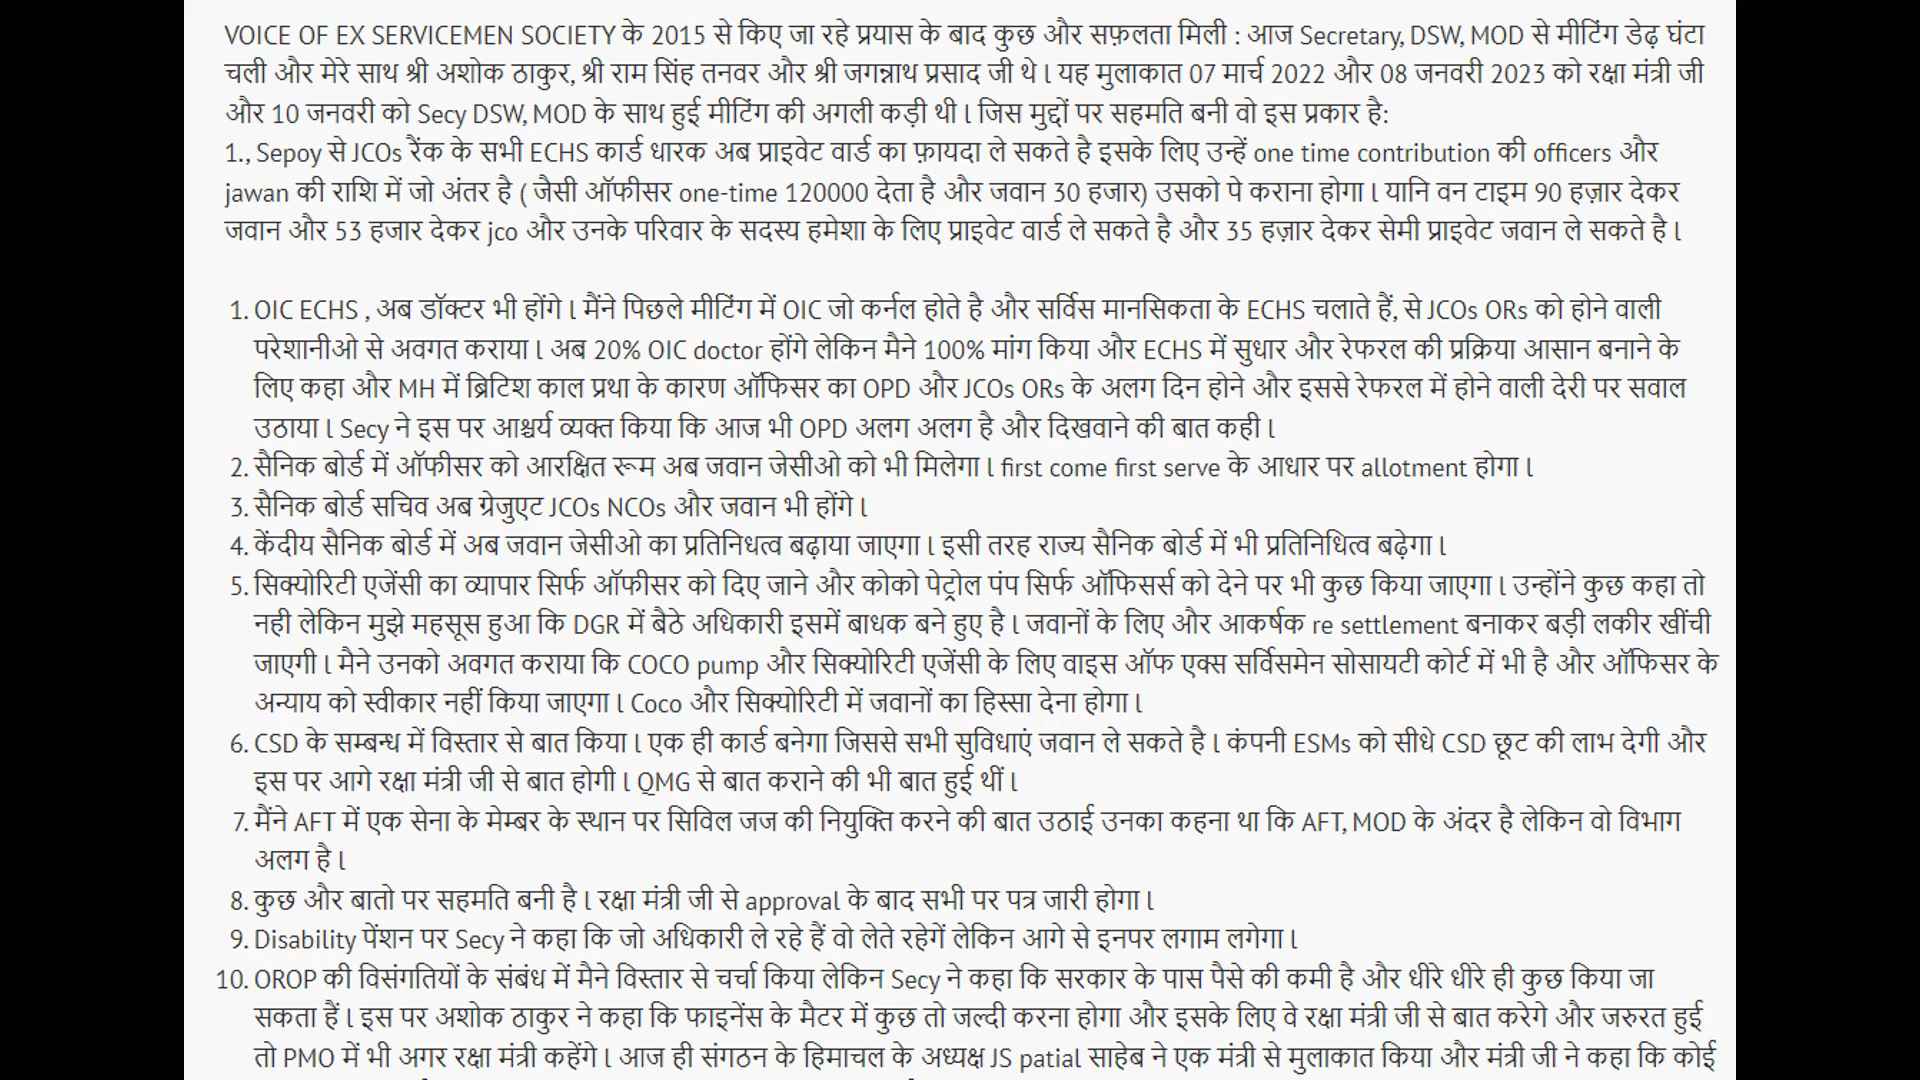 VOICE OF EX SERVICEMEN SOCIETY के 2015 से किए जा रहे प्रयास के बाद कुछ और सफ़लता मिली : आज Secretary, DSW, MOD से मीटिंग डेढ़ घंटा
चली और मेरे साथ श्री अशोक ठाकुर, श्री राम सिंह तनवर और श्री जगन्नाथ प्रसाद जी थे l यह मुलाकात 07 मार्च 2022 और 08 जनवरी 2023 को रक्षा मंत्री जी
और 10 जनवरी को Secy DSW, MOD के साथ हुई मीटिंग की अगली कड़ी थी l जिस मुद्दों पर सहमति बनी वो इस प्रकार है:
1., Sepoy से JCOs रैंक के सभी ECHS कार्ड धारक अब प्राइवेट वार्ड का फ़ायदा ले सकते है इसके लिए उन्हें one time contribution की officers और
jawan की राशि में जो अंतर है ( जैसी ऑफीसर one-time 120000 देता है और जवान 30 हजार) उसको पे कराना होगा l यानि वन टाइम 90 हज़ार देकर
जवान और 53 हजार देकर jco और उनके परिवार के सदस्य हमेशा के लिए प्राइवेट वार्ड ले सकते है और 35 हज़ार देकर सेमी प्राइवेट जवान ले सकते है l
1. OIC ECHS , अब डॉक्टर भी होंगे l मैंने पिछले मीटिंग में OIC जो कर्नल होते है और सर्विस मानसिकता के ECHS चलाते हैं, से JCOs ORs को होने वाली
परेशानीओ से अवगत कराया l अब 20% OIC doctor होंगे लेकिन मैने 100% मांग किया और ECHS में सुधार और रेफरल की प्रक्रिया आसान बनाने के
लिए कहा और MH में ब्रिटिश काल प्रथा के कारण ऑफिसर का OPD और JCOs ORs के अलग दिन होने और इससे रेफरल में होने वाली देरी पर सवाल
उठाया l Secy ने इस पर आश्चर्य व्यक्त किया कि आज भी OPD अलग अलग है और दिखवाने की बात कही l
2. सैनिक बोर्ड में ऑफीसर को आरक्षित रूम अब जवान जेसीओ को भी मिलेगा l first come first serve के आधार पर allotment होगा l
3. सैनिक बोर्ड सचिव अब ग्रेजुएट JCOs NCOs और जवान भी होंगे l
4. केंदीय सैनिक बोर्ड में अब जवान जेसीओ का प्रतिनिधत्व बढ़ाया जाएगा l इसी तरह राज्य सैनिक बोर्ड में भी प्रतिनिधित्व बढ़ेगा l
5. सिक्योरिटी एजेंसी का व्यापार सिर्फ ऑफीसर को दिए जाने और कोको पेट्रोल पंप सिर्फ ऑफिसर्स को देने पर भी कुछ किया जाएगा l उन्होंने कुछ कहा तो
नही लेकिन मुझे महसूस हुआ कि DGR में बैठे अधिकारी इसमें बाधक बने हुए है l जवानों के लिए और आकर्षक re settlement बनाकर बड़ी लकीर खींची
जाएगी l मैने उनको अवगत कराया कि COCO pump और सिक्योरिटी एजेंसी के लिए वाइस ऑफ एक्स सर्विसमेन सोसायटी कोर्ट में भी है और ऑफिसर के
अन्याय को स्वीकार नहीं किया जाएगा l Coco और सिक्योरिटी में जवानों का हिस्सा देना होगा l
6. CSD के सम्बन्ध में विस्तार से बात किया l एक ही कार्ड बनेगा जिससे सभी सुविधाएं जवान ले सकते है l कंपनी ESMs को सीधे CSD छूट की लाभ देगी और
इस पर आगे रक्षा मंत्री जी से बात होगी l QMG से बात कराने की भी बात हुई थीं l
7. मैंने AFT में एक सेना के मेम्बर के स्थान पर सिविल जज की नियुक्ति करने की बात उठाई उनका कहना था कि AFT, MOD के अंदर है लेकिन वो विभाग
अलग है l
8. कुछ और बातो पर सहमति बनी है l रक्षा मंत्री जी से approval के बाद सभी पर पत्र जारी होगा l
9. Disability पेंशन पर Secy ने कहा कि जो अधिकारी ले रहे हैं वो लेते रहेगें लेकिन आगे से इनपर लगाम लगेगा l
10. OROP की विसंगतियों के संबंध में मैने विस्तार से चर्चा किया लेकिन Secy ने कहा कि सरकार के पास पैसे की कमी है और धीरे धीरे ही कुछ किया जा
सकता हैं l इस पर अशोक ठाकुर ने कहा कि फाइनेंस के मैटर में कुछ तो जल्दी करना होगा और इसके लिए वे रक्षा मंत्री जी से बात करेगे और जरुरत हुई
तो PMO में भी अगर रक्षा मंत्री कहेंगे l आज ही संगठन के हिमाचल के अध्यक्ष JS patial साहेब ने एक मंत्री से मुलाकात किया और मंत्री जी ने कहा कि कोई